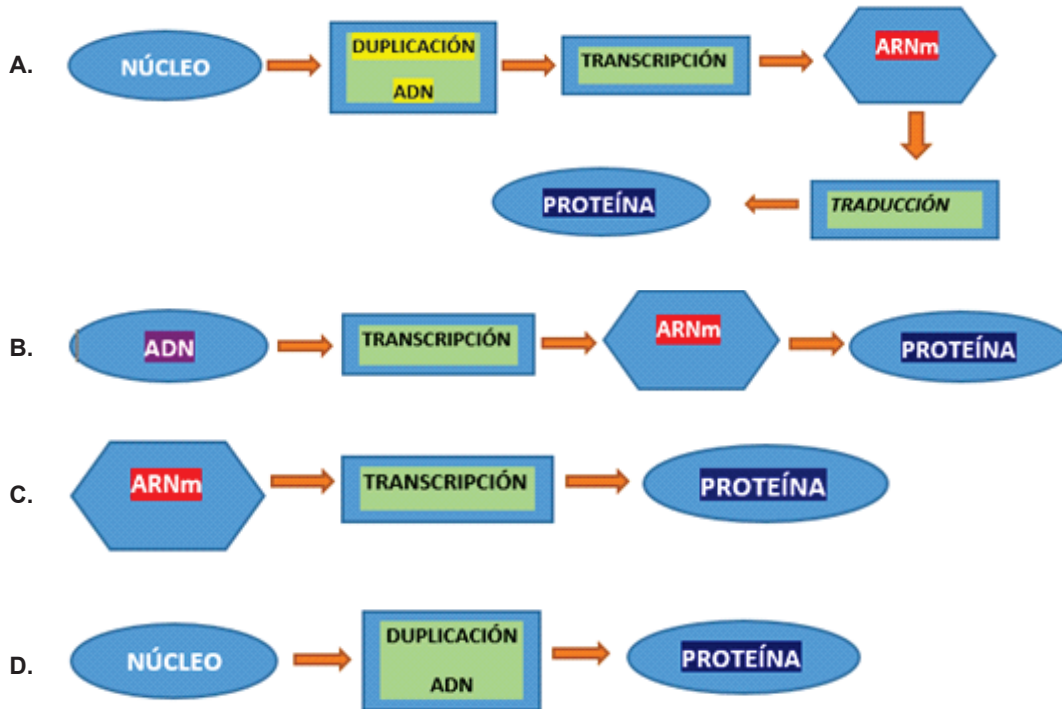 A.
NÚCLEO
DUPLICACIÓN
ADN
TRANSCRIPCIÓN
ARNm
TRADUCCIÓN
PROTEÍNA
B.
ADN
TRANSCRIPCIÓN
ARNm
PROTEÍNA
C.
ARNm
TRANSCRIPCIÓN
PROTEÍNA
D.
NÚCLEO
DUPLICACIÓN
ADN
PROTEÍNA